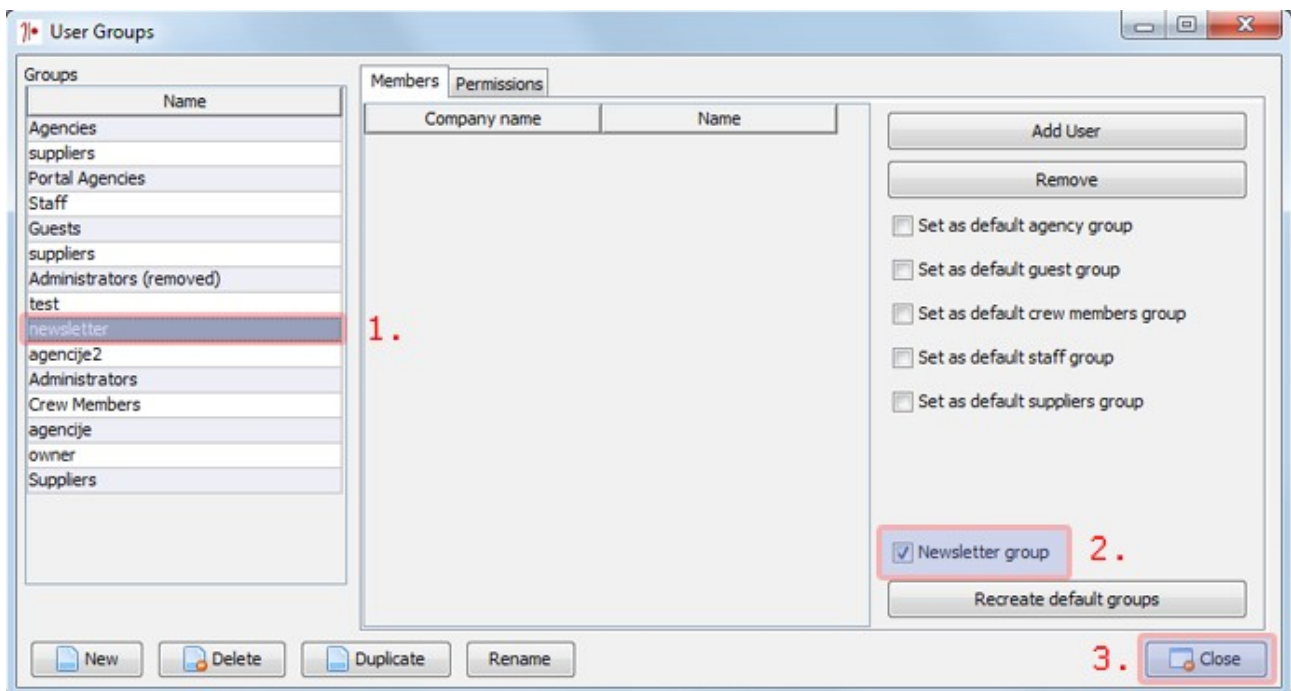 User Groups
Groups
Name
Agencies
suppliers
Portal Agencies
Staff
Guests
suppliers
Administrators (removed)
test
newsletter
agencije2
Administrators
Crew Members
agencije
owner
Suppliers
1.
Members Permissions
Company name Name
Add User
Remove
Set as default agency group
Set as default guest group
Set as default crew members group
Set as default staff group
Set as default suppliers group
Newsletter group 2.
Recreate default groups
New Delete Duplicate Rename 3. Close